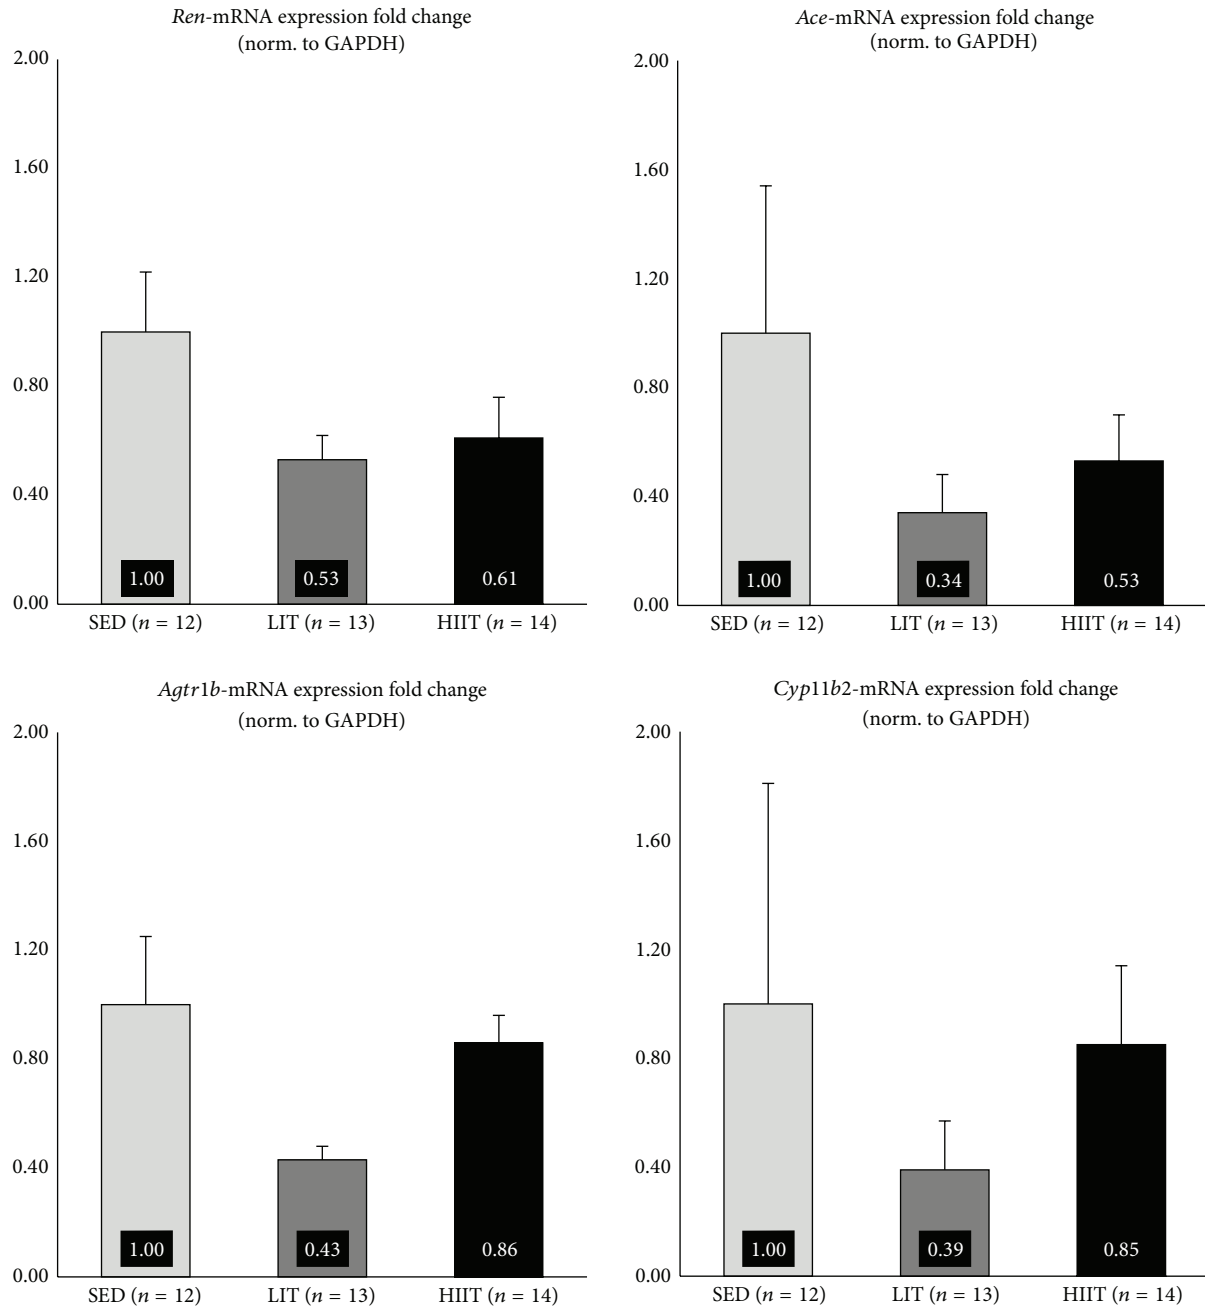 Ren-mRNA expression fold change
(norm. to GAPDH)
2.00
1.60
1.20
0.80
0.40
0.00
1.00
0.53
0.61
SED (n = 12)
LIT (n = 13)
HIIT (n = 14)
Ace-mRNA expression fold change
(norm. to GAPDH)
2.00
1.60
1.20
0.80
0.40
0.00
1.00
0.34
0.53
SED (n = 12)
LIT (n = 13)
HIIT (n = 14)
Agtr1b-mRNA expression fold change
(norm. to GAPDH)
2.00
1.60
1.20
0.80
0.40
0.00
1.00
0.43
0.86
SED (n = 12)
LIT (n = 13)
HIIT (n = 14)
Cyp11b2-mRNA expression fold change
(norm. to GAPDH)
2.00
1.60
1.20
0.80
0.40
0.00
1.00
0.39
0.85
SED (n = 12)
LIT (n = 13)
HIIT (n = 14)